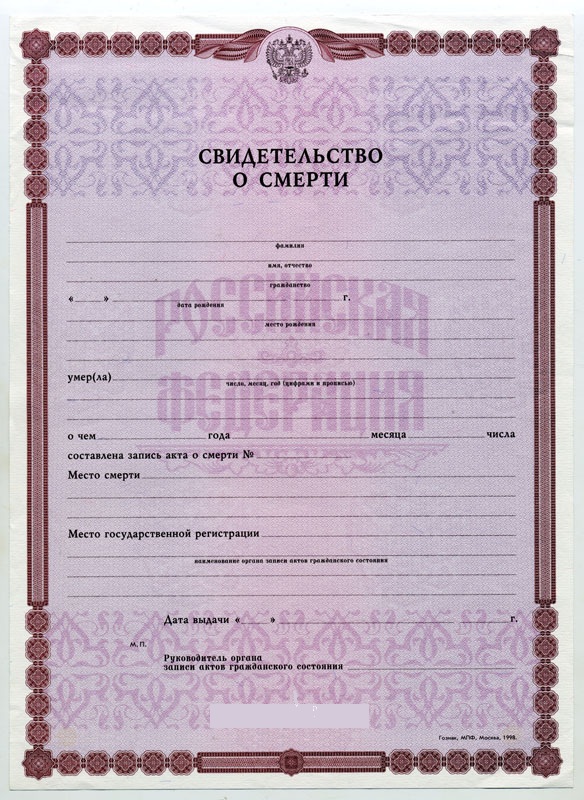 СВИДЕТЕЛЬСТВО
О СМЕРТИ
фамилия
имя, отчество
гражданство
« » г.
дата рождения
место рождения
РОССИЙСКАЯ
ФЕДЕРАЦИЯ
умер(ла)
число, месяц, год (цифрами и прописью)
о чем года месяца числа
составлена запись акта о смерти №
Место смерти
Место государственной регистрации
наименование органа записи актов гражданского состояния
Дата выдачи « » г.
М. П.
Руководитель органа
записи актов гражданского состояния
Гознак, МПФ, Москва, 1998.